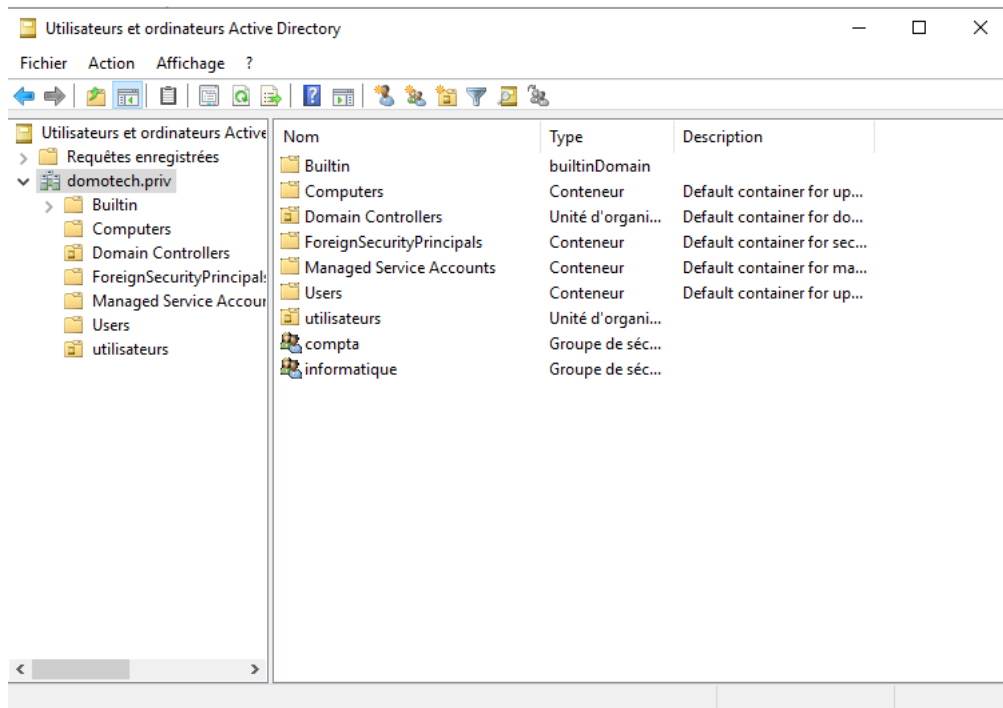 Utilisateurs et ordinateurs Active Directory
Fichier Action Affichage ?
Utilisateurs et ordinateurs Active
Requêtes enregistrées
domotech.priv
Builtin
Computers
Domain Controllers
ForeignSecurityPrincipals
Managed Service Accour
Users
utilisateurs
Nom Type Description
Builtin builtinDomain
Computers Conteneur Default container for up...
Domain Controllers Unité d'organi... Default container for do...
ForeignSecurityPrincipals Conteneur Default container for sec...
Managed Service Accounts Conteneur Default container for ma...
Users Conteneur Default container for up...
utilisateurs Unité d'organi...
compta Groupe de séc...
informatique Groupe de séc...